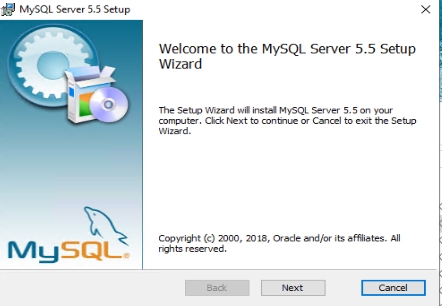 MySQL Server 5.5 Setup
Welcome to the MySQL Server 5.5 Setup
Wizard
The Setup Wizard will install MySQL Server 5.5 on your
computer. Click Next to continue or Cancel to exit the Setup
Wizard.
Copyright (c) 2000, 2018, Oracle and/or its affiliates. All
rights reserved.
MySQL®
Back
Next
Cancel